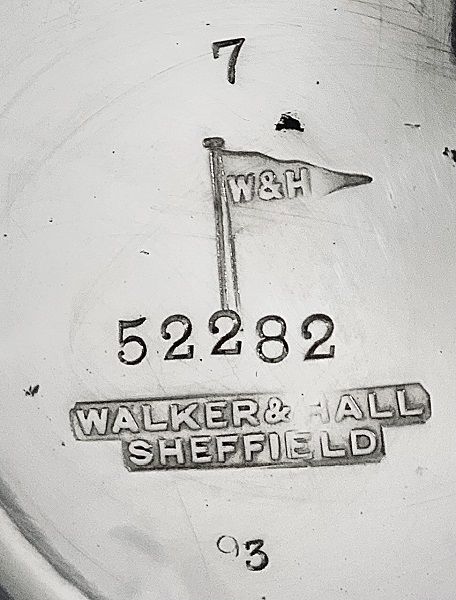 7
W&H
52282
WALKER & HALL
SHEFFIELD
93